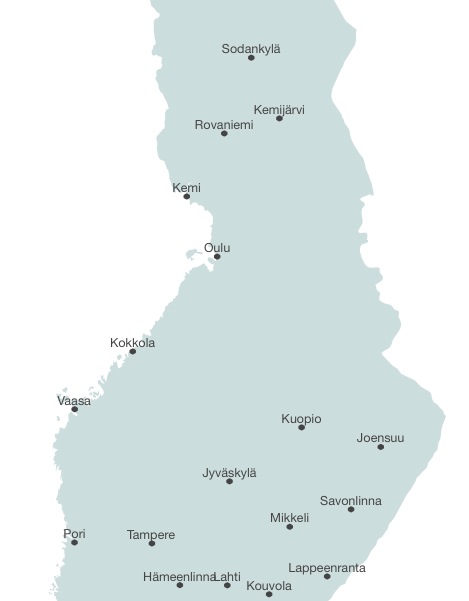 Sodankylä
Kemijärvi
Rovaniemi
Kemi
Oulu
Kokkola
Vaasa
Kuopio
Joensuu
Jyväskylä
Savonlinna
Mikkeli
Pori
Tampere
Lappeenranta
Hämeenlinna
Lahti
Kouvola